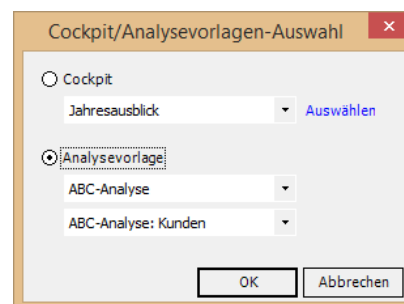 Cockpit/Analysevorlagen-Auswahl
Cockpit
Jahresausblick Auswählen
Analysevorlage
ABC-Analyse
ABC-Analyse: Kunden
OK Abbrechen